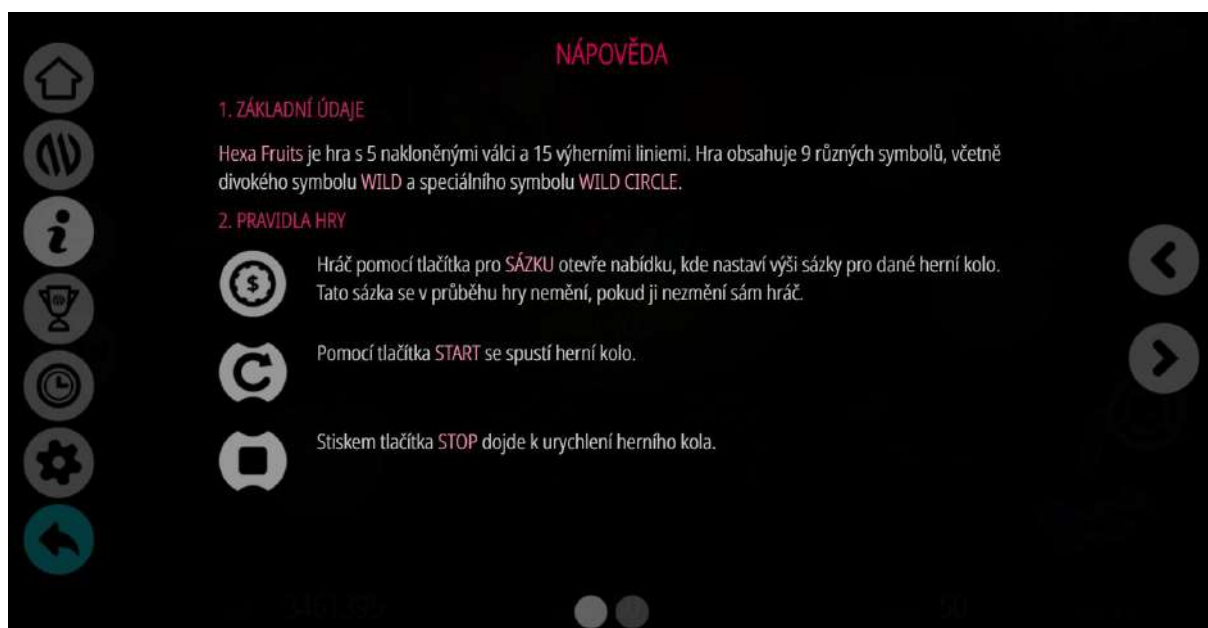 NÁPOVĚDA
1. ZÁKLADNÍ ÚDAJE
Hexa Fruits je hra s 5 nakloněnými válci a 15 výherními liniemi. Hra obsahuje 9 různých symbolů, včetně
divokého symbolu WILD a speciálního symbolu WILD CIRCLE.
2. PRAVIDLA HRY
Hráč pomocí tlačítka pro SÁZKU otevře nabídku, kde nastaví výši sázky pro dané herní kolo.
Tato sázka se v průběhu hry nemění, pokud ji nezmění sám hráč.
Pomocí tlačítka START se spustí herní kolo.
Stiskem tlačítka STOP dojde k urychlení herního kola.